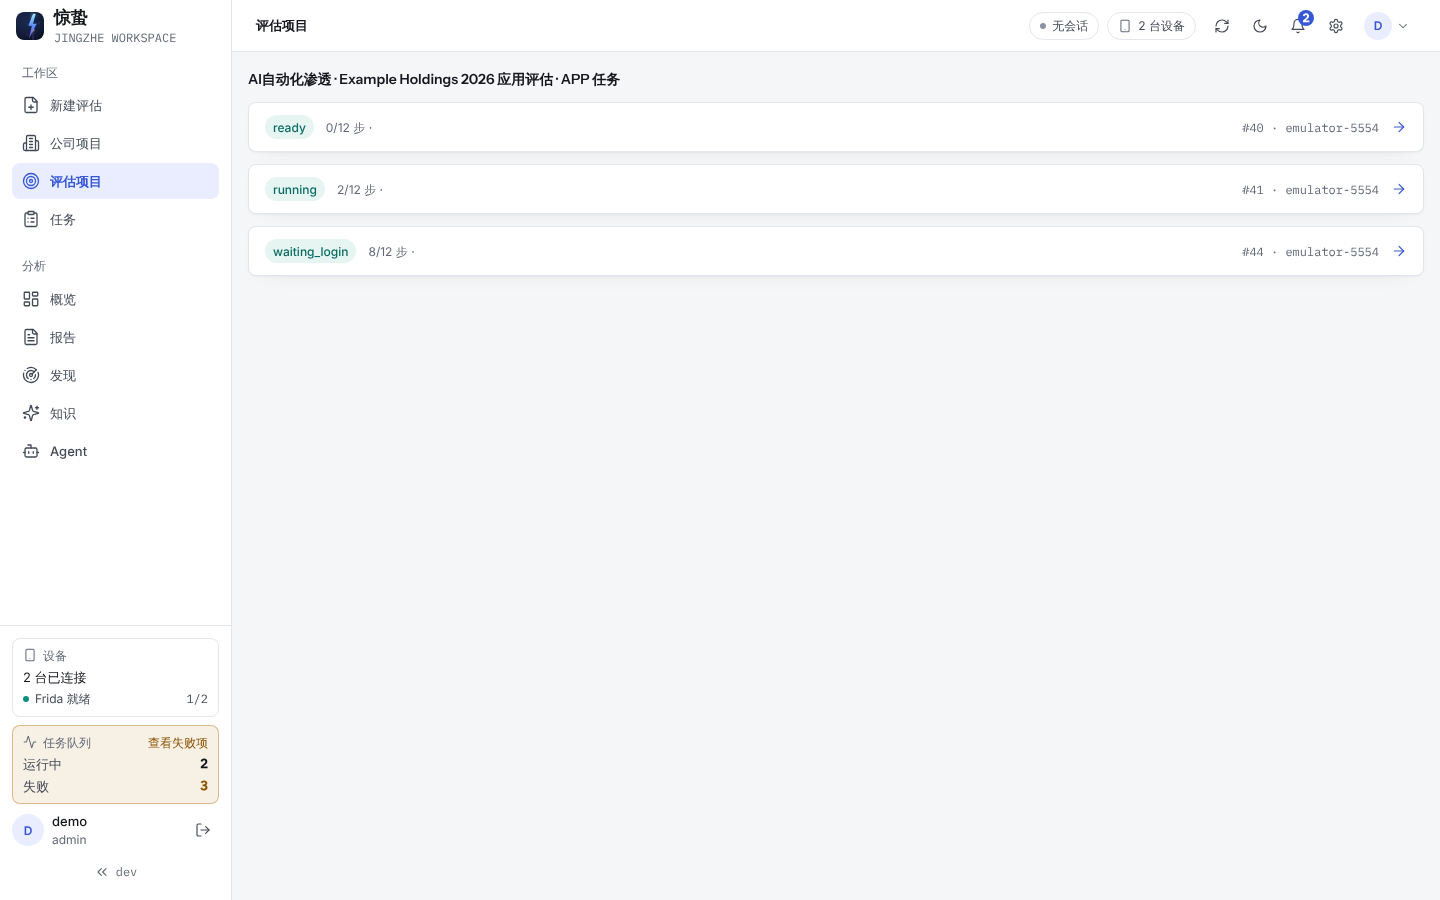 惊蛰
JINGZHE WORKSPACE
工作区
新建评估
公司项目
评估项目
任务
分析
概览
报告
发现
知识
Agent
设备
2 台已连接
Frida 就绪 1/2
任务队列 查看失败项
运行中 2
失败 3
D demo
admin
dev
评估项目 无会话 2 台设备 2 D
AI自动化渗透 · Example Holdings 2026 应用评估 · APP 任务
ready 0/12 步 · #40 · emulator-5554
running 2/12 步 · #41 · emulator-5554
waiting_login 8/12 步 · #44 · emulator-5554